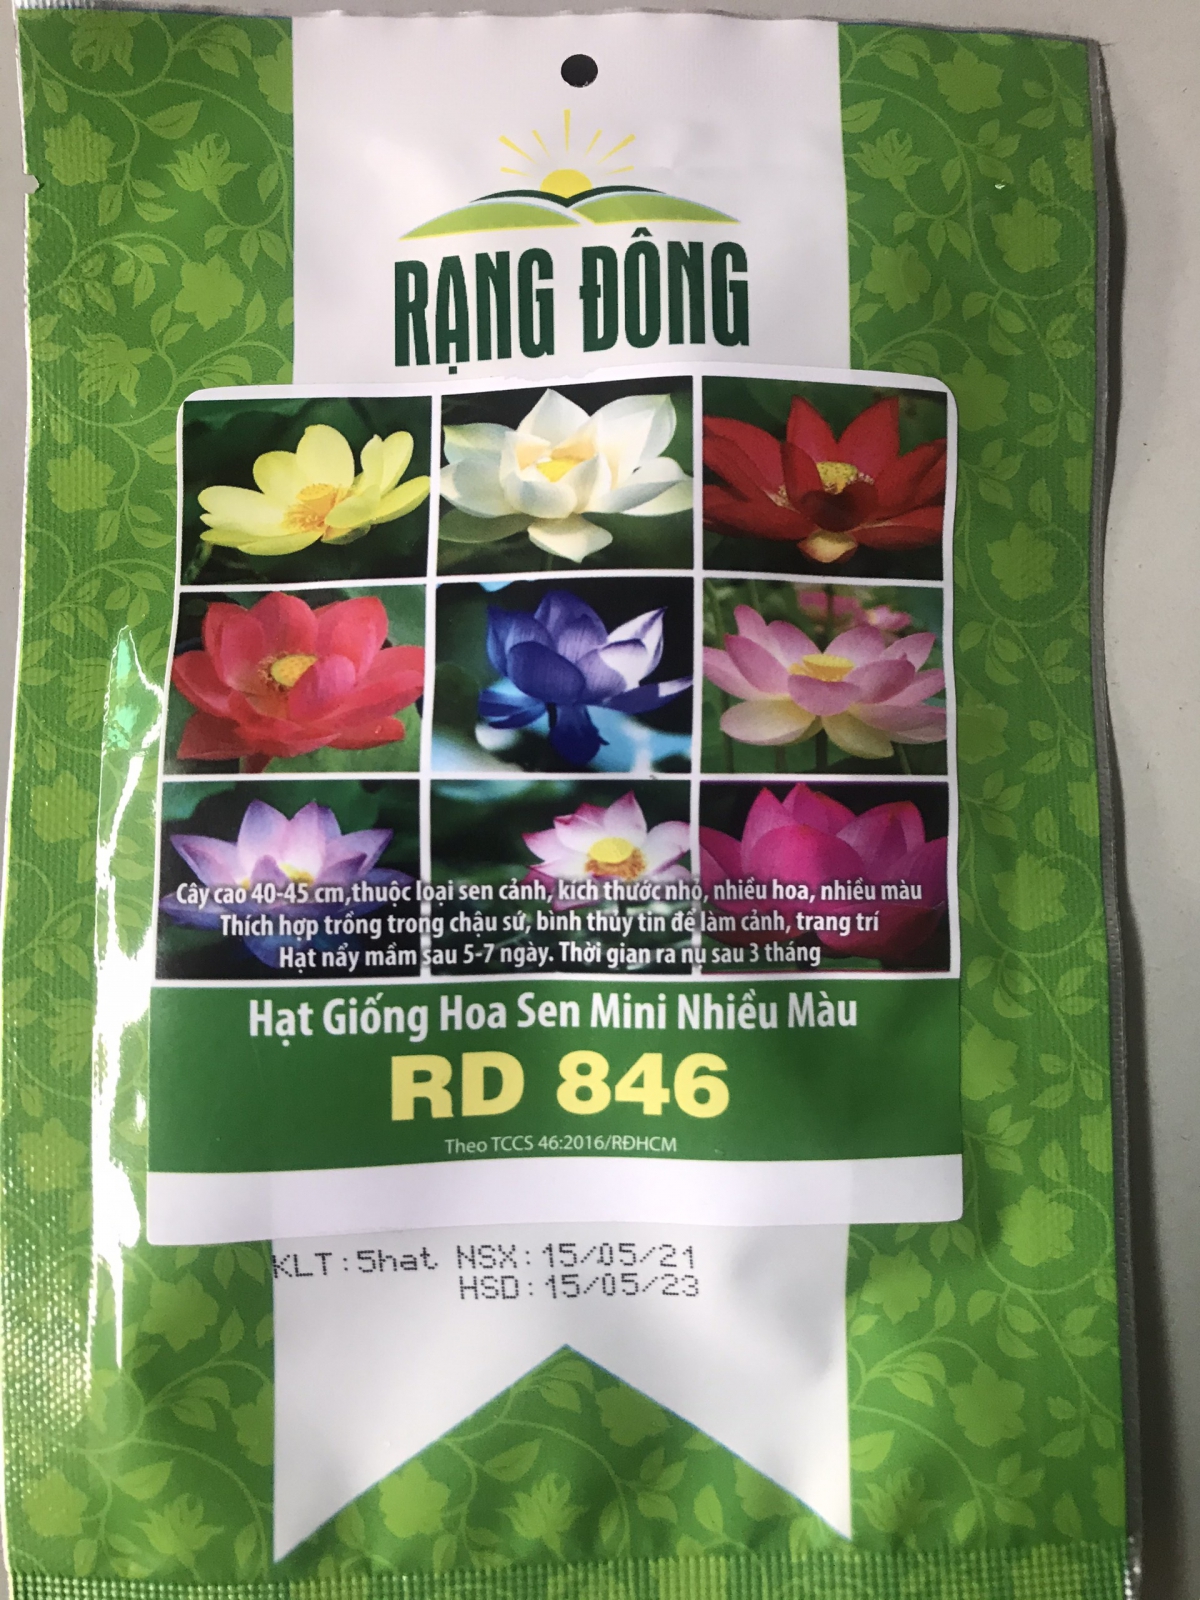 RẠNG ĐÔNG
Cây cao 40-45 cm,thuộc loại sen cảnh, kích thước nhỏ, nhiều hoa, nhiều màu
Thích hợp trồng trong chậu sứ, bình thủy tin để làm cảnh, trang trí
Hạt nẩy mầm sau 5-7 ngày. Thời gian ra nụ sau 3 tháng
Hạt Giống Hoa Sen Mini Nhiều Màu
RD 846
Theo TCCS 46:2016/RĐHCM
KLT:5hat NSX:15/05/21
HSD:15/05/23